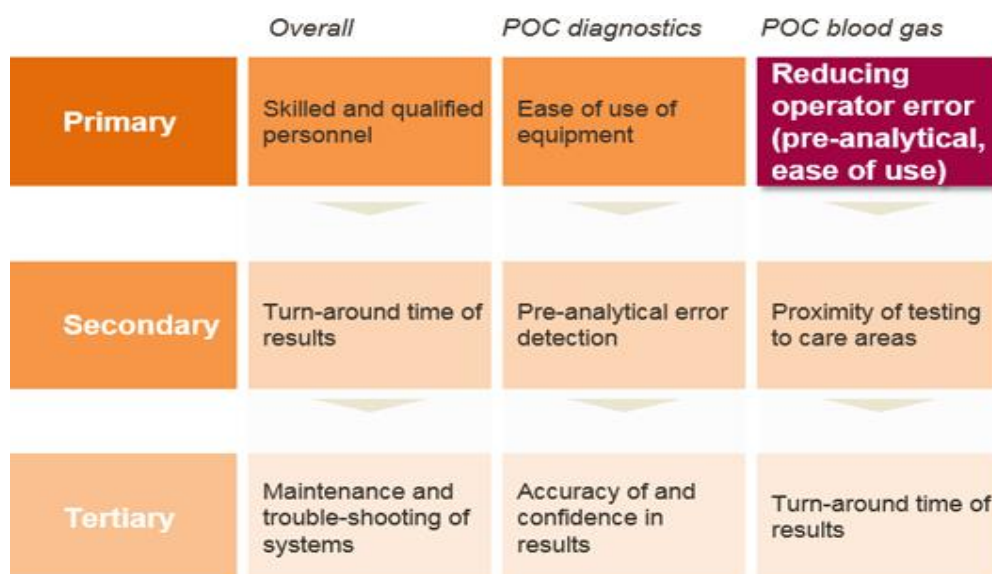 Overall
POC diagnostics
POC blood gas
Primary
Skilled and qualified
personnel
Ease of use of
equipment
Reducing
operator error
(pre-analytical,
ease of use)
Secondary
Turn-around time of
results
Pre-analytical error
detection
Proximity of testing
to care areas
Tertiary
Maintenance and
trouble-shooting of
systems
Accuracy of and
confidence in
results
Turn-around time of
results